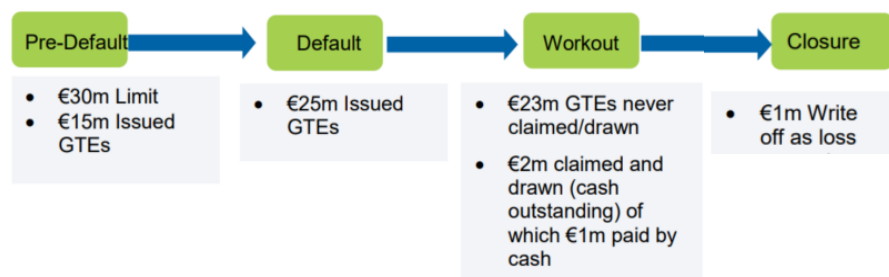 Pre-Default
Default
Workout
Closure
• €30m Limit
• €15m Issued
GTEs
• €25m Issued
GTEs
• €23m GTEs never
claimed/drawn
• €2m claimed and
drawn (cash
outstanding) of
which €1m paid by
cash
• €1m Write
off as loss